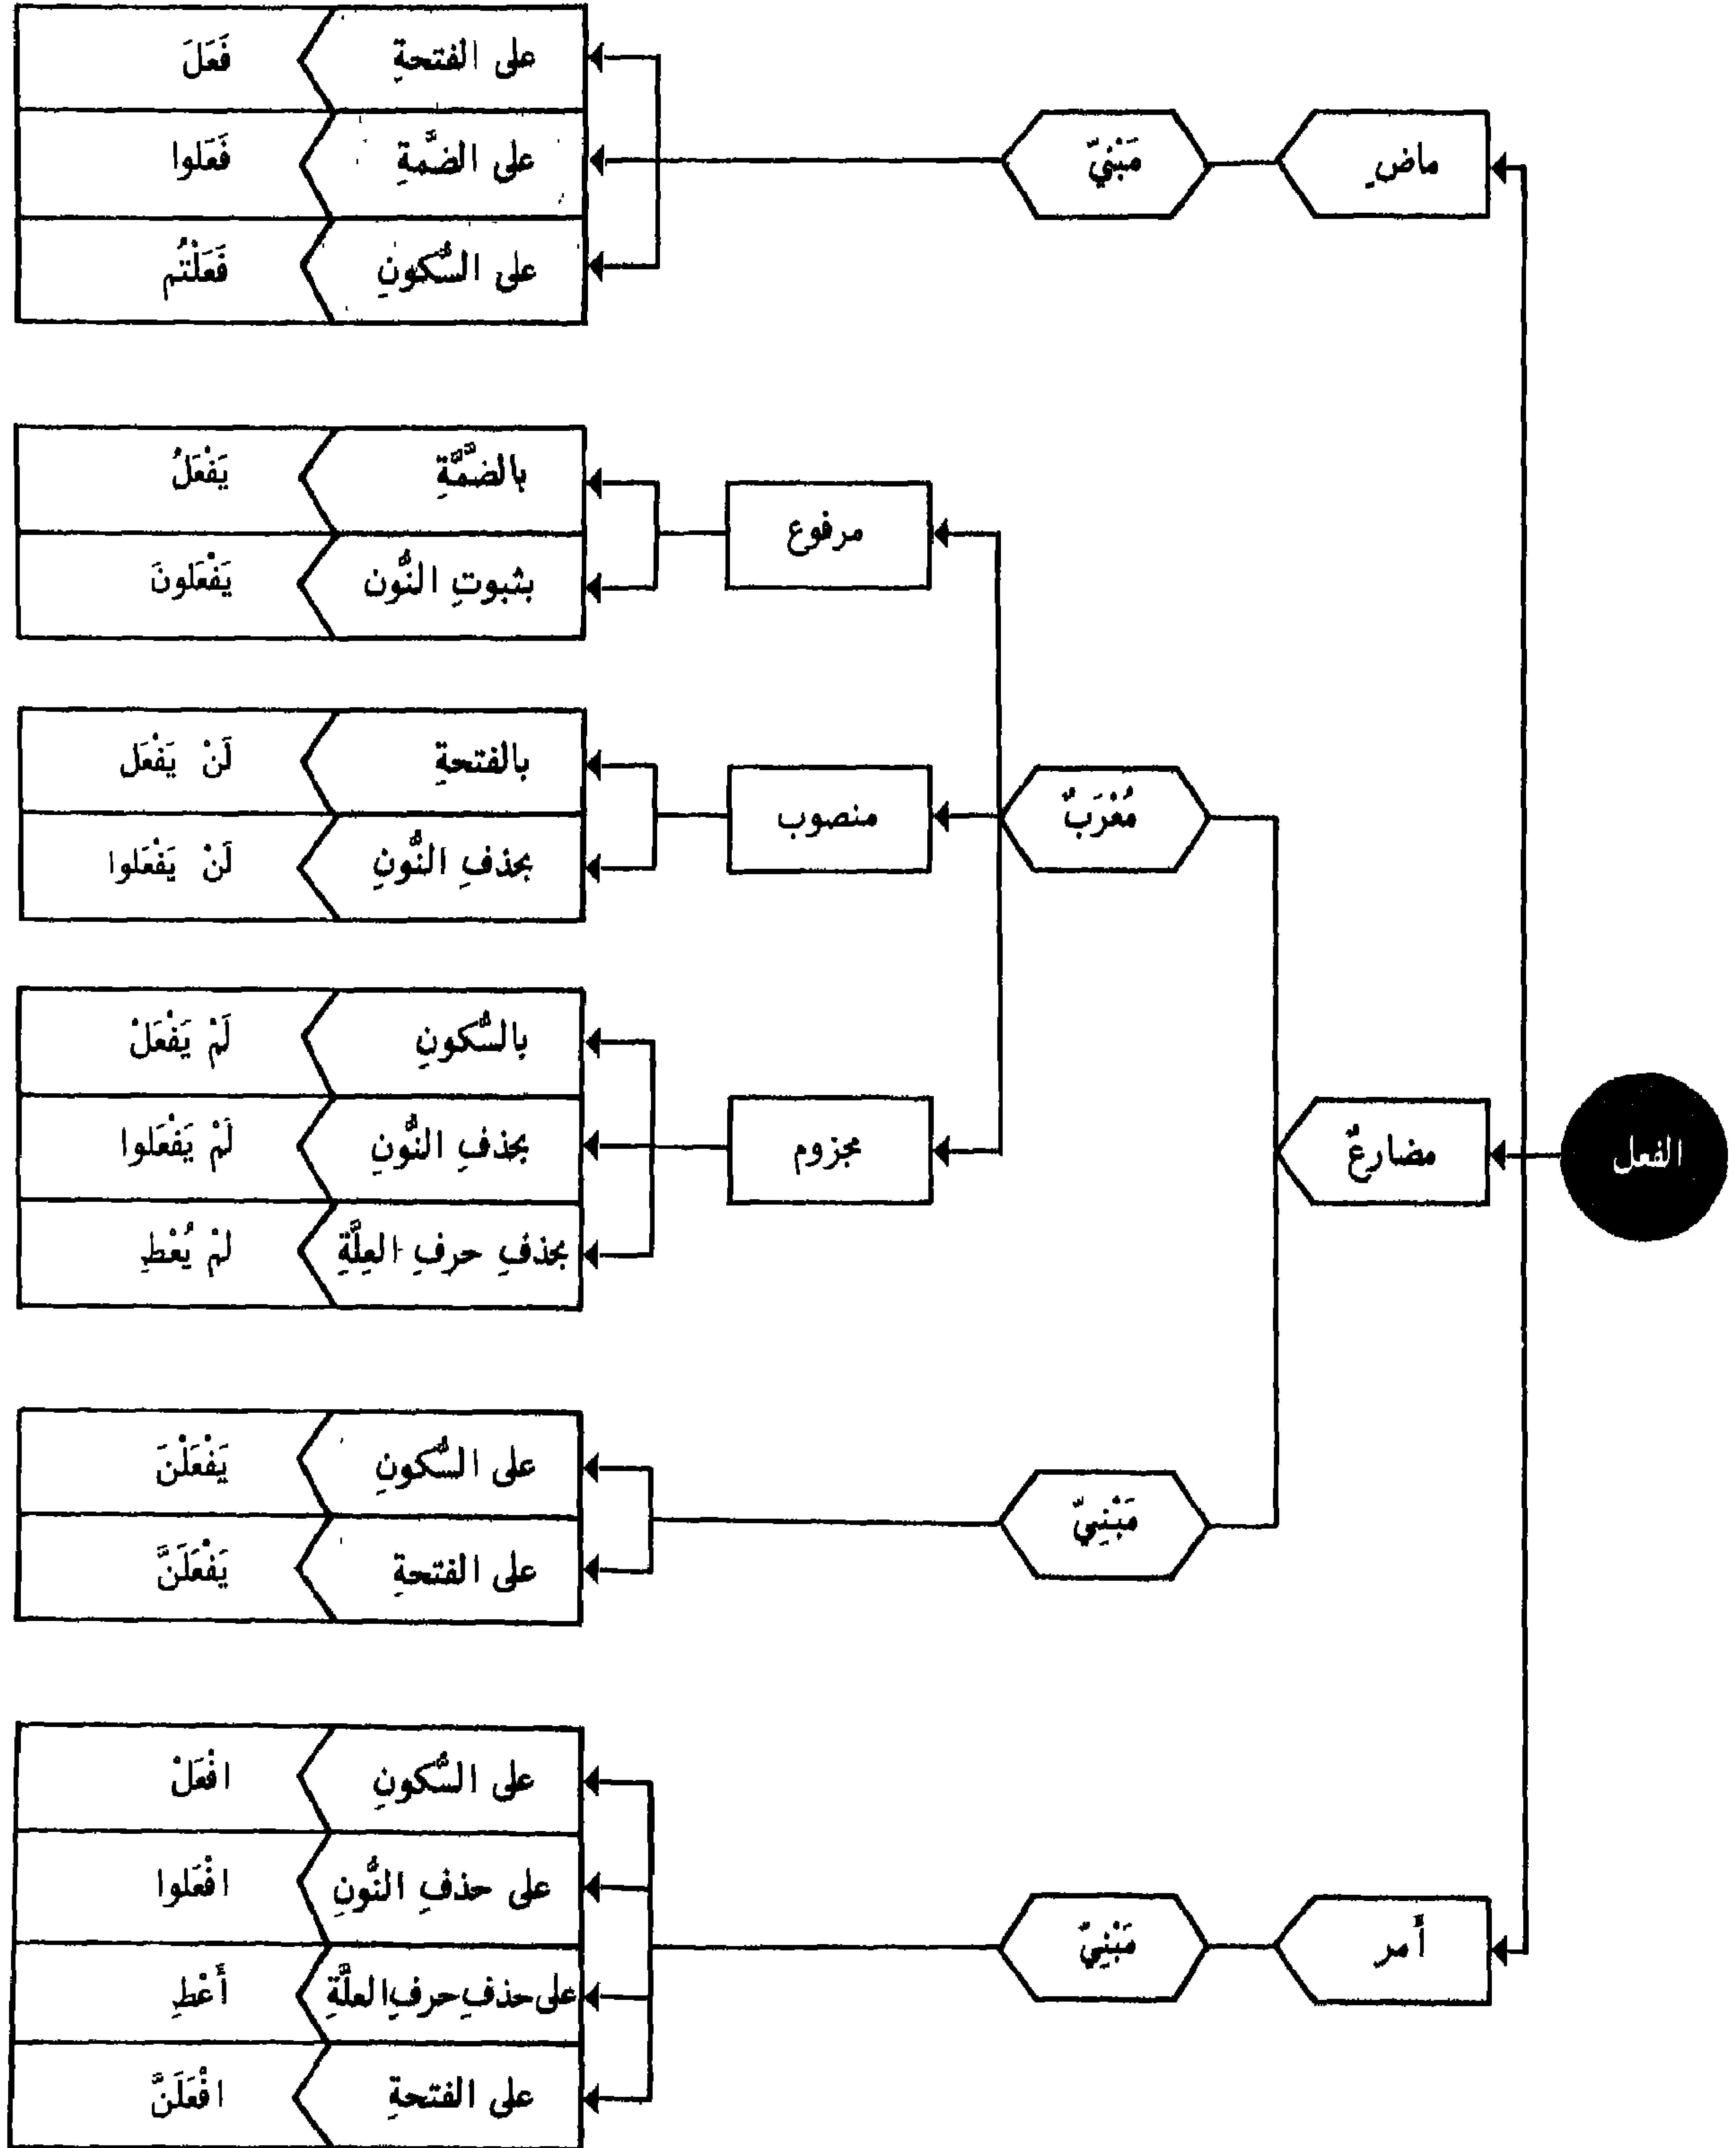 الفعل
ماضٍ
مَبْنيّ
على الفتحةِ
فَعَلَ
على الضَّمةِ
فَعَلوا
على السُّكونِ
فَعَلْتُم
مضارعٌ
مُعْرَبٌ
مرفوع
بالضَّمَّةِ
يَفْعَلُ
بثبوتِ النُّون
يَفْعَلونَ
منصوب
بالفتحةِ
لَنْ يَفْعَل
بحذفِ النُّونِ
لَنْ يَفْعَلوا
مجزوم
بالسُّكونِ
لَمْ يَفْعَلْ
بحذفِ النُّونِ
لَمْ يَفْعَلوا
بحذفِ حرفِ العِلَّةِ
لَمْ يُعْطِ
مَبْنِيّ
على السُّكونِ
يَفْعَلْنَ
على الفتحةِ
يَفْعَلَنَّ
أَمر
مَبْنِيّ
على السُّكونِ
افْعَلْ
على حذفِ النُّونِ
افْعَلوا
على حذفِ حرفِ العلَّةِ
أَعْطِ
على الفتحةِ
افْعَلَنَّ